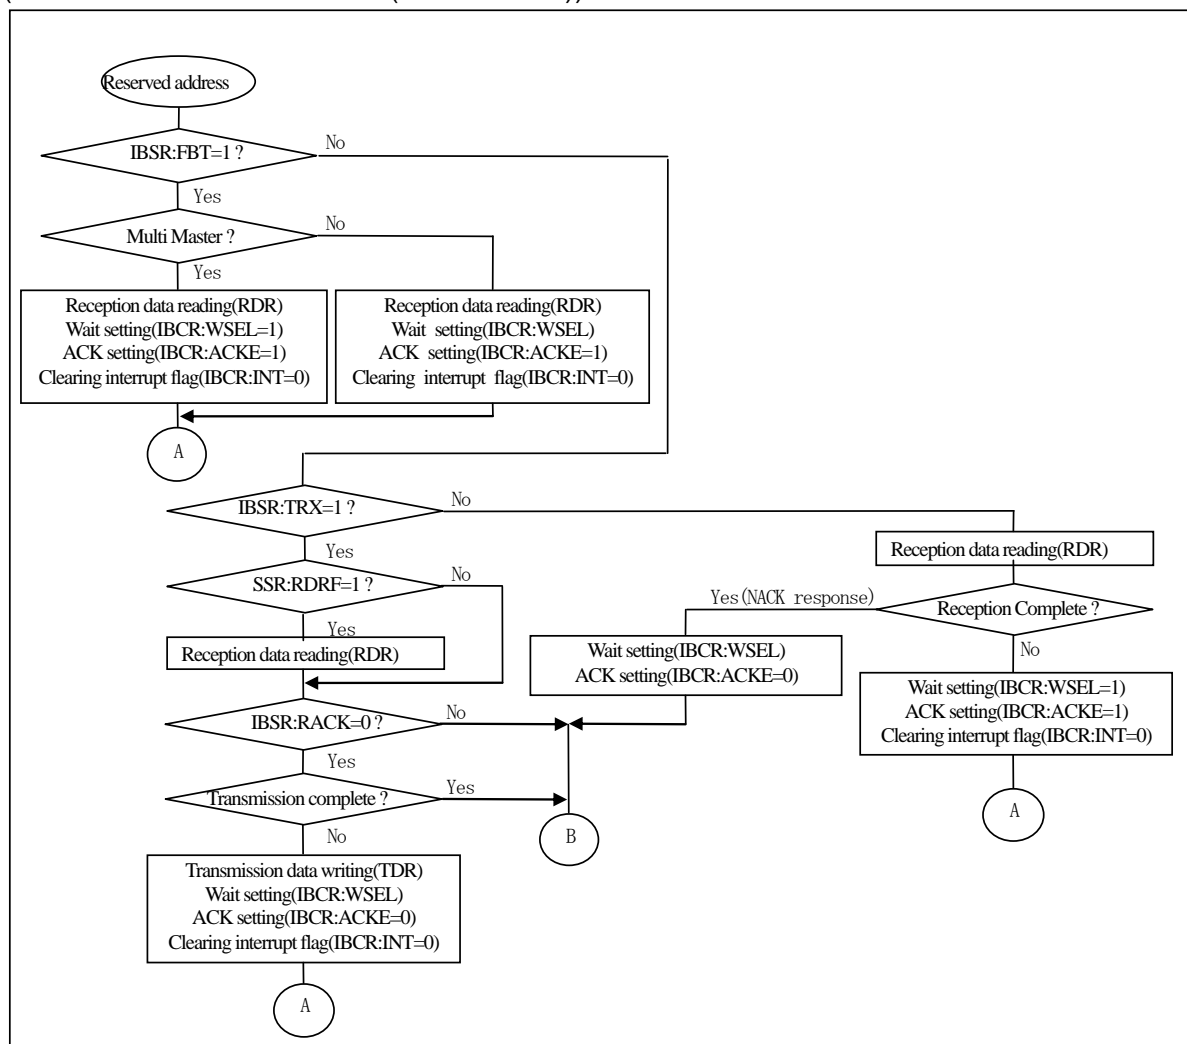 Reserved address
IBSR:FBT=1 ?
No
Yes
Multi Master ?
No
Yes
Reception data reading(RDR)
Wait setting(IBCR:WSEL=1)
ACK setting(IBCR:ACKE=1)
Clearing interrupt flag(IBCR:INT=0)
Reception data reading(RDR)
Wait setting(IBCR:WSEL)
ACK setting(IBCR:ACKE=1)
Clearing interrupt flag(IBCR:INT=0)
A
IBSR:TRX=1 ?
No
Yes
Reception data reading(RDR)
SSR:RDRF=1 ?
No
Yes
Reception data reading(RDR)
Yes(NACK response)
Reception Complete ?
No
Wait setting(IBCR:WSEL)
ACK setting(IBCR:ACKE=0)
Wait setting(IBCR:WSEL=1)
ACK setting(IBCR:ACKE=1)
Clearing interrupt flag(IBCR:INT=0)
A
IBSR:RACK=0 ?
No
Yes
Transmission complete ?
Yes
No
B
Transmission data writing(TDR)
Wait setting(IBCR:WSEL)
ACK setting(IBCR:ACKE=0)
Clearing interrupt flag(IBCR:INT=0)
A